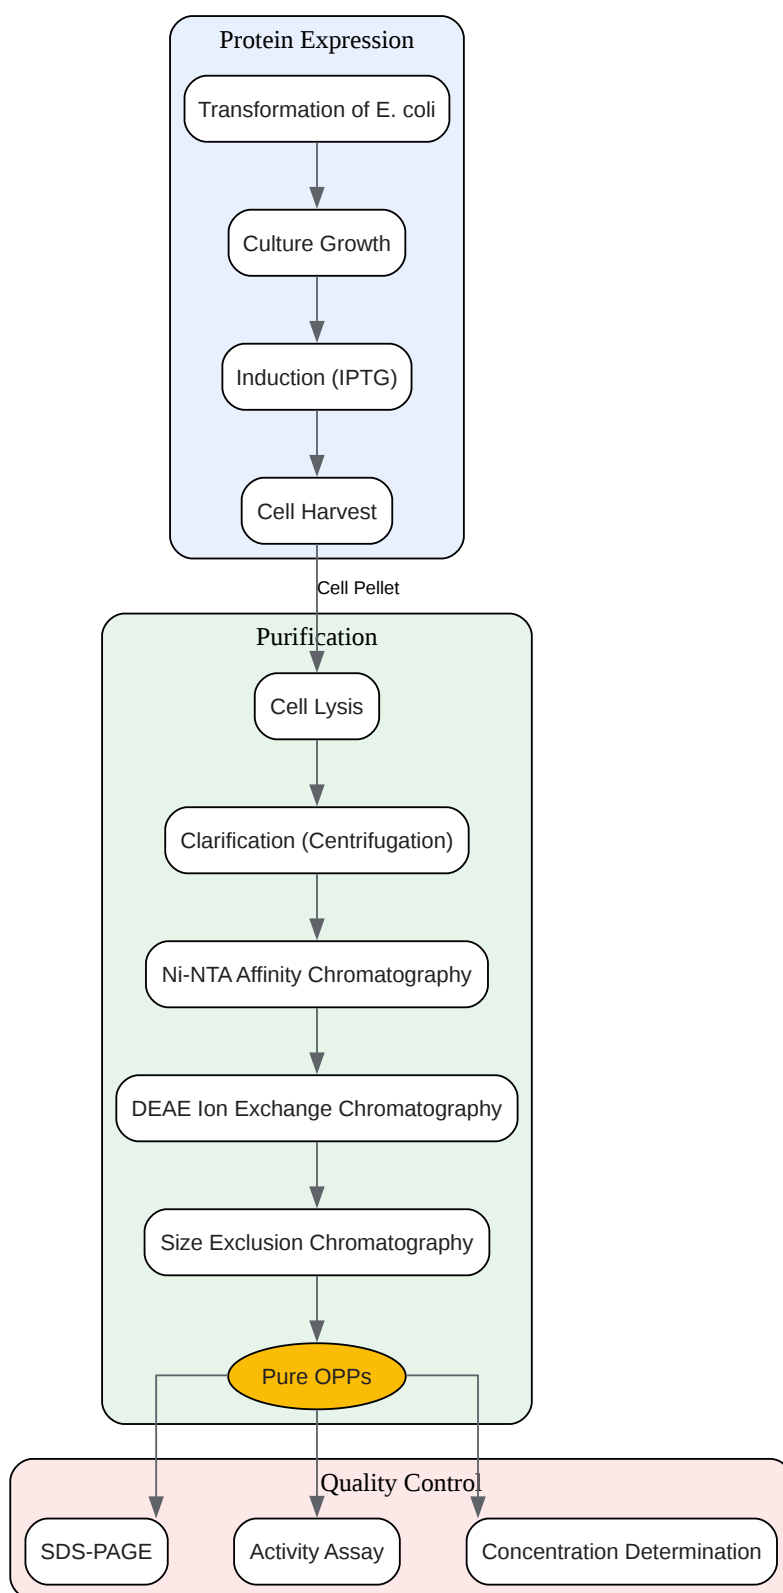 Protein Expression
Transformation of E. coli
Culture Growth
Induction (IPTG)
Cell Harvest
Cell Pellet
Purification
Cell Lysis
Clarification (Centrifugation)
Ni-NTA Affinity Chromatography
DEAE Ion Exchange Chromatography
Size Exclusion Chromatography
Pure OPPs
Quality Control
SDS-PAGE
Activity Assay
Concentration Determination